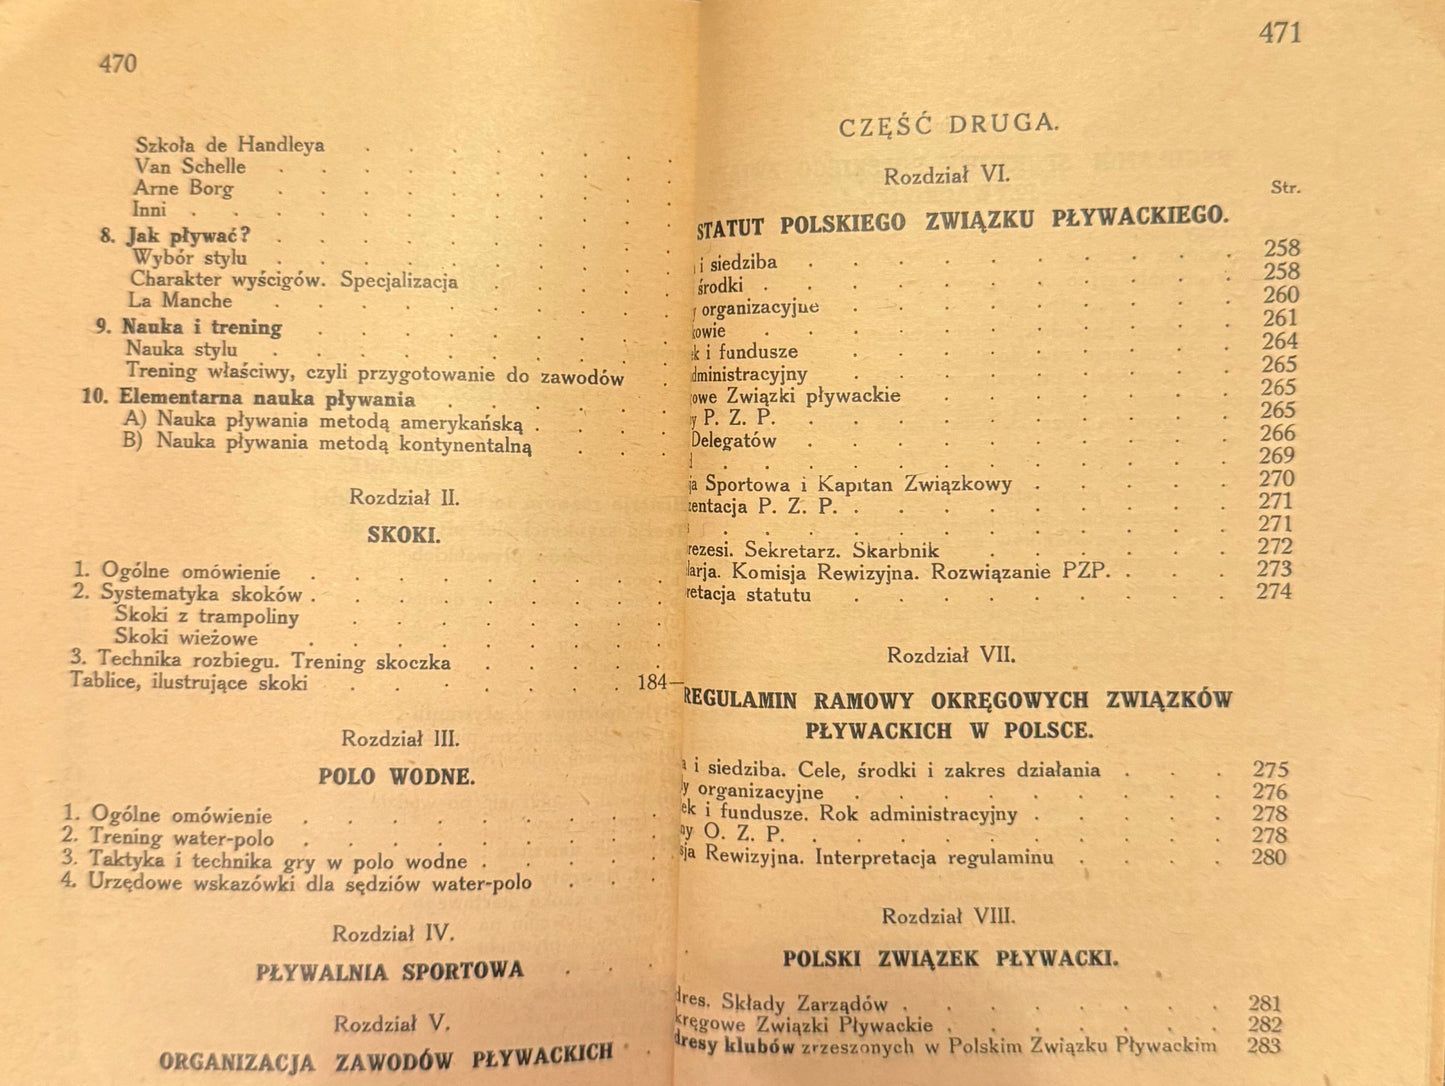 470
Szkoła de Handleya . . . . . . . .
Van Schelle . . . . . . . . . .
Arne Borg . . . . . . . . . .
Inni . . . . . . . . . . . .
8. Jak pływać? . . . . . . . . . .
Wybór stylu . . . . . . . . . .
Charakter wyścigów. Specjalizacja . . . . .
La Manche . . . . . . . . . .
9. Nauka i trening . . . . . . . . .
Nauka stylu . . . . . . . . . .
Trening właściwy, czyli przygotowanie do zawodów .
10. Elementarna nauka pływania . . . . . .
A) Nauka pływania metodą amerykańską . . . .
B) Nauka pływania metodą kontynentalną . . .
Rozdział II.
SKOKI.
1. Ogólne omówienie . . . . . . . . .
2. Systematyka skoków . . . . . . . . .
Skoki z trampoliny . . . . . . . .
Skoki wieżowe . . . . . . . . .
3. Technika rozbiegu. Trening skoczka . . . . .
Tablice, ilustrujące skoki . . . . . . . 184—
Rozdział III.
POLO WODNE.
1. Ogólne omówienie . . . . . . . . .
2. Trening water-polo . . . . . . . . .
3. Taktyka i technika gry w polo wodne . . . . .
4. Urzędowe wskazówki dla sędziów water-polo . . .
Rozdział IV.
PŁYWALNIA SPORTOWA . . .
Rozdział V.
ORGANIZACJA ZAWODÓW PŁYWACKICH . .
471
CZĘŚĆ DRUGA.
Rozdział VI.
Str.
STATUT POLSKIEGO ZWIĄZKU PŁYWACKIEGO.
i siedziba . . . . . . . . . . 258
środki . . . . . . . . . . . 258
organizacyjne . . . . . . . . . 260
owie . . . . . . . . . . . 261
k i fundusze . . . . . . . . . 264
dministracyjny . . . . . . . . . 265
owe Związki pływackie . . . . . . . 265
y P. Z. P. . . . . . . . . . . 265
Delegatów . . . . . . . . . . 266
. . . . . . . . . . . . 269
ja Sportowa i Kapitan Związkowy . . . . . 270
zentacja P. Z. P. . . . . . . . . . 271
i . . . . . . . . . . . . 271
rezesi. Sekretarz. Skarbnik . . . . . . 272
larja. Komisja Rewizyjna. Rozwiązanie PZP. . . . 273
retacja statutu . . . . . . . . . 274
Rozdział VII.
REGULAMIN RAMOWY OKRĘGOWYCH ZWIĄZKÓW
PŁYWACKICH W POLSCE.
a i siedziba. Cele, środki i zakres działania . . . 275
y organizacyjne . . . . . . . . . 276
ek i fundusze. Rok administracyjny . . . . . 278
ny O. Z. P. . . . . . . . . . . 278
sja Rewizyjna. Interpretacja regulaminu . . . . 280
Rozdział VIII.
POLSKI ZWIĄZEK PŁYWACKI.
dres. Składy Zarządów . . . . . . . . 281
kręgowe Związki Pływackie . . . . . . . 282
dresy klubów zrzeszonych w Polskim Związku Pływackim 283